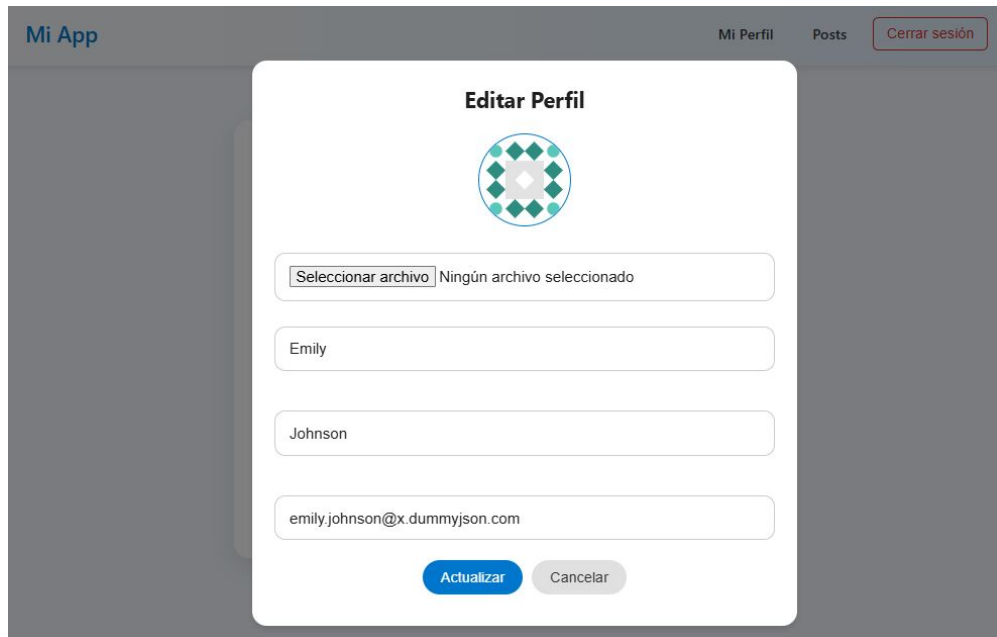 Mi App
Mi Perfil
Posts
Cerrar sesión
Editar Perfil
Seleccionar archivo Ningún archivo seleccionado
Emily
Johnson
emily.johnson@x.dummyjson.com
Actualizar
Cancelar